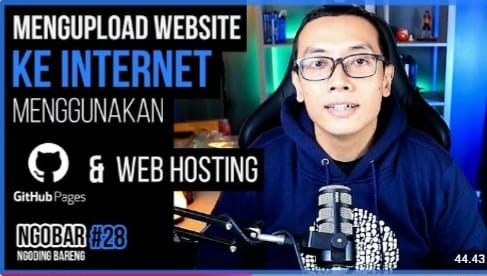 MENGUPLOAD WEBSITE
KE INTERNET
MENGGUNAKAN
& WEB HOSTING
GitHub Pages
NGOBAR #28
NGODING BARENG
44.43